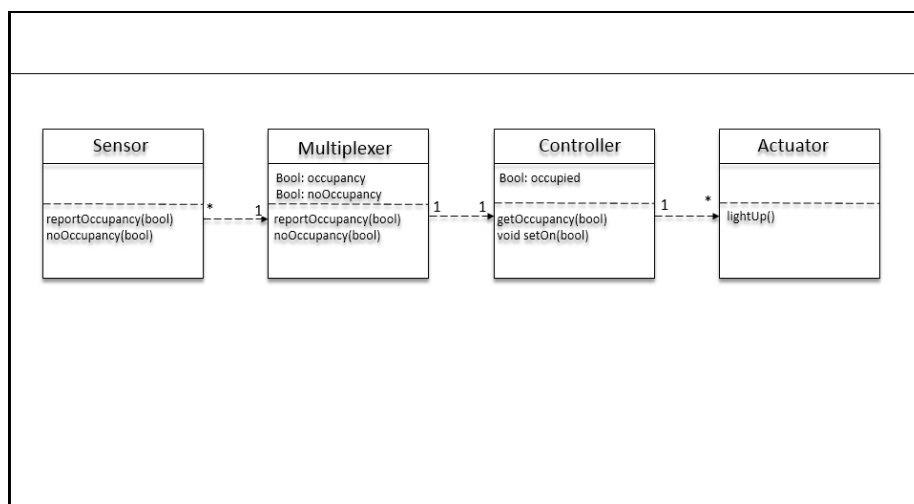 Sensor
reportOccupancy(bool)
noOccupancy(bool)
*
1
Multiplexer
Bool: occupancy
Bool: noOccupancy
reportOccupancy(bool)
noOccupancy(bool)
1
1
Controller
Bool: occupied
getOccupancy(bool)
void setOn(bool)
1
*
Actuator
lightUp()